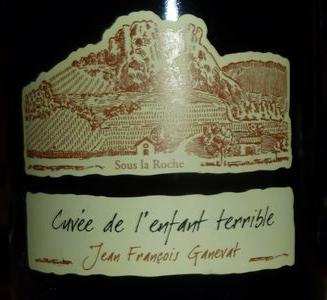 Sous la Roche
Cuvée de l'enfant terrible
Jean François Ganevat